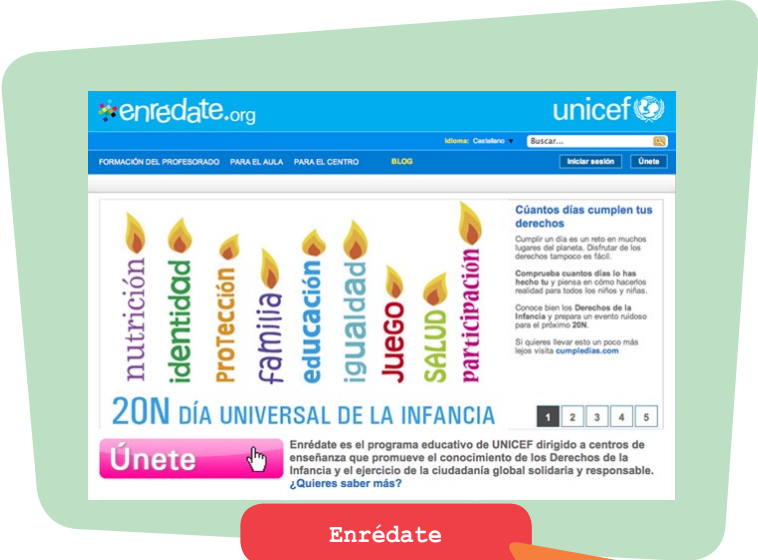 enrédate.org
unicef
Idioma: Castellano
Buscar...
FORMACIÓN DEL PROFESORADO PARA EL AULA PARA EL CENTRO BLOG
Iniciar sesión Únete
nutrición
identidad
PROTeccIÓn
familia
educación
igualdad
JueGO
SALUD
participación
20N DÍA UNIVERSAL DE LA INFANCIA
Cúantos días cumplen tus
derechos
Cumplir un día es un reto en muchos
lugares del planeta. Disfrutar de los
derechos tampoco es fácil.
Comprueba cuantos días lo has
hecho tu y piensa en cómo hacerlos
realidad para todos los niños y niñas.
Conoce bien los Derechos de la
Infancia y prepara un evento ruidoso
para el próximo 20N.
Si quieres llevar esto un poco más
lejos visita cumpledias.com
1 2 3 4 5
Únete
Enrédate es el programa educativo de UNICEF dirigido a centros de
enseñanza que promueve el conocimiento de los Derechos de la
Infancia y el ejercicio de la ciudadanía global solidaria y responsable.
¿Quieres saber más?
Enrédate